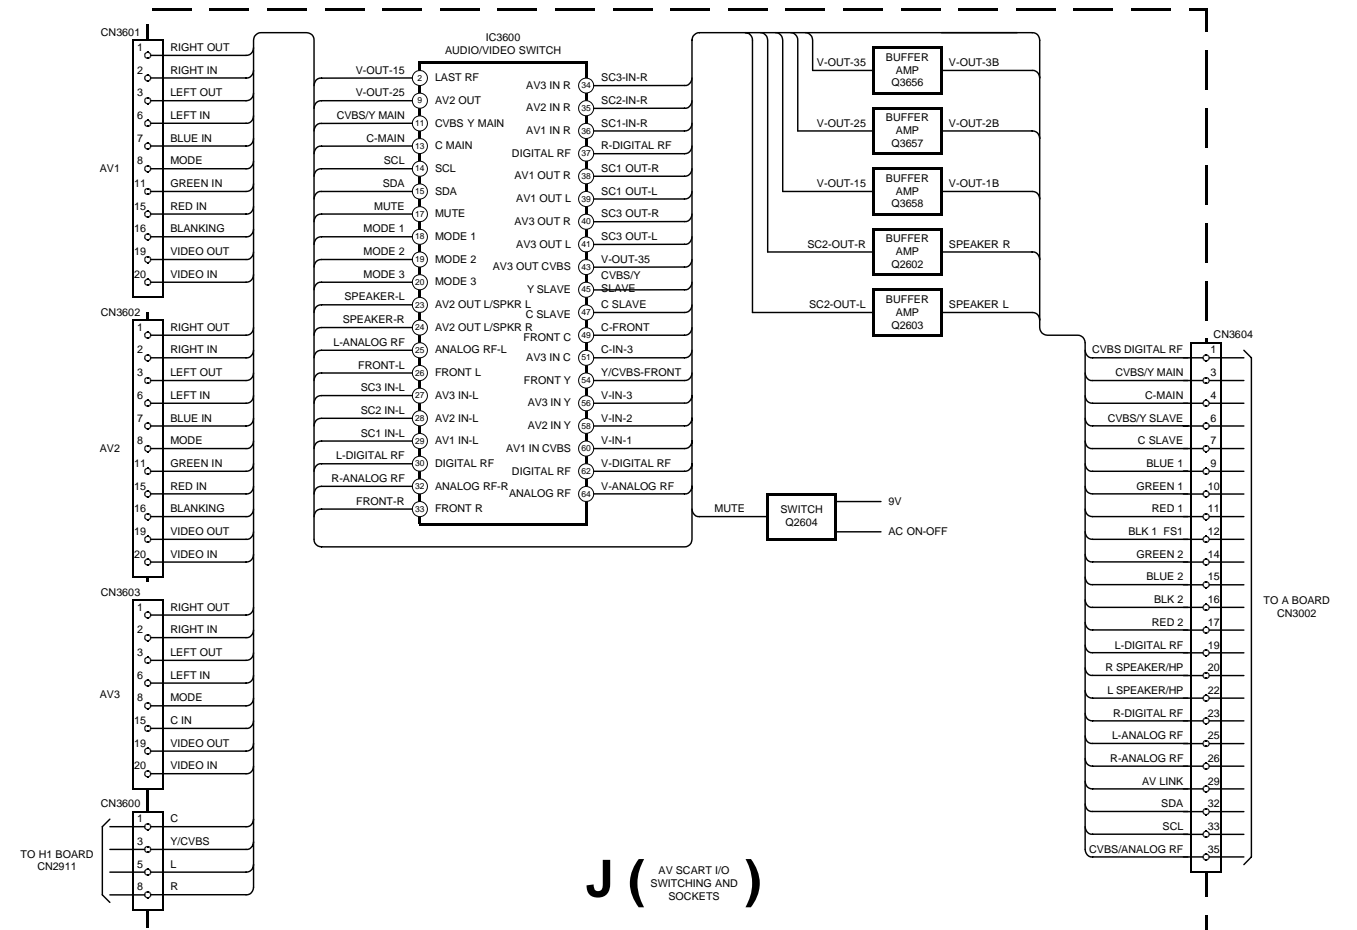 CN3601
AV1
1 RIGHT OUT
2 RIGHT IN
3 LEFT OUT
6 LEFT IN
7 BLUE IN
8 MODE
11 GREEN IN
15 RED IN
16 BLANKING
19 VIDEO OUT
20 VIDEO IN
CN3602
AV2
1 RIGHT OUT
2 RIGHT IN
3 LEFT OUT
6 LEFT IN
7 BLUE IN
8 MODE
11 GREEN IN
15 RED IN
16 BLANKING
19 VIDEO OUT
20 VIDEO IN
CN3603
AV3
1 RIGHT OUT
2 RIGHT IN
3 LEFT OUT
6 LEFT IN
8 MODE
15 C IN
19 VIDEO OUT
20 VIDEO IN
CN3600
TO H1 BOARD
CN2911
1 C
3 Y/CVBS
5 L
8 R
IC3600
AUDIO/VIDEO SWITCH
V-OUT-15 2 LAST RF
V-OUT-25 9 AV2 OUT
CVBS/Y MAIN 11 CVBS Y MAIN
C-MAIN 13 C MAIN
SCL 14 SCL
SDA 15 SDA
MUTE 17 MUTE
MODE 1 18 MODE 1
MODE 2 19 MODE 2
MODE 3 20 MODE 3
SPEAKER-L 23 AV2 OUT L/SPKR L
SPEAKER-R 24 AV2 OUT L/SPKR R
L-ANALOG RF 25 ANALOG RF-L
FRONT-L 26 FRONT L
SC3 IN-L 27 AV3 IN-L
SC2 IN-L 28 AV2 IN-L
SC1 IN-L 29 AV1 IN-L
L-DIGITAL RF 30 DIGITAL RF
R-ANALOG RF 32 ANALOG RF-R
FRONT-R 33 FRONT R
AV3 IN R 34 SC3-IN-R
AV2 IN R 35 SC2-IN-R
AV1 IN R 36 SC1-IN-R
DIGITAL RF 37 R-DIGITAL RF
AV1 OUT R 38 SC1 OUT-R
AV1 OUT L 39 SC1 OUT-L
AV3 OUT R 40 SC3 OUT-R
AV3 OUT L 41 SC3 OUT-L
AV3 OUT CVBS 43 V-OUT-35
Y SLAVE 45 CVBS/Y
SLAVE
C SLAVE 47 C SLAVE
FRONT C 49 C-FRONT
AV3 IN C 51 C-IN-3
FRONT Y 54 Y/CVBS-FRONT
AV3 IN Y 56 V-IN-3
AV2 IN Y 58 V-IN-2
AV1 IN CVBS 60 V-IN-1
DIGITAL RF 62 V-DIGITAL RF
ANALOG RF 64 V-ANALOG RF
V-OUT-35
BUFFER
AMP
Q3656
V-OUT-3B
V-OUT-25
BUFFER
AMP
Q3657
V-OUT-2B
V-OUT-15
BUFFER
AMP
Q3658
V-OUT-1B
SC2-OUT-R
BUFFER
AMP
Q2602
SPEAKER R
SC2-OUT-L
BUFFER
AMP
Q2603
SPEAKER L
MUTE
SWITCH
Q2604
9V
AC ON-OFF
CN3604
CVBS DIGITAL RF 1
CVBS/Y MAIN 3
C-MAIN 4
CVBS/Y SLAVE 6
C SLAVE 7
BLUE 1 9
GREEN 1 10
RED 1 11
BLK 1 FS1 12
GREEN 2 14
BLUE 2 15
BLK 2 16
RED 2 17
L-DIGITAL RF 19
R SPEAKER/HP 20
L SPEAKER/HP 22
R-DIGITAL RF 23
L-ANALOG RF 25
R-ANALOG RF 26
AV LINK 29
SDA 32
SCL 33
CVBS/ANALOG RF 35
TO A BOARD
CN3002
J (
AV SCART I/O
SWITCHING AND
SOCKETS
)